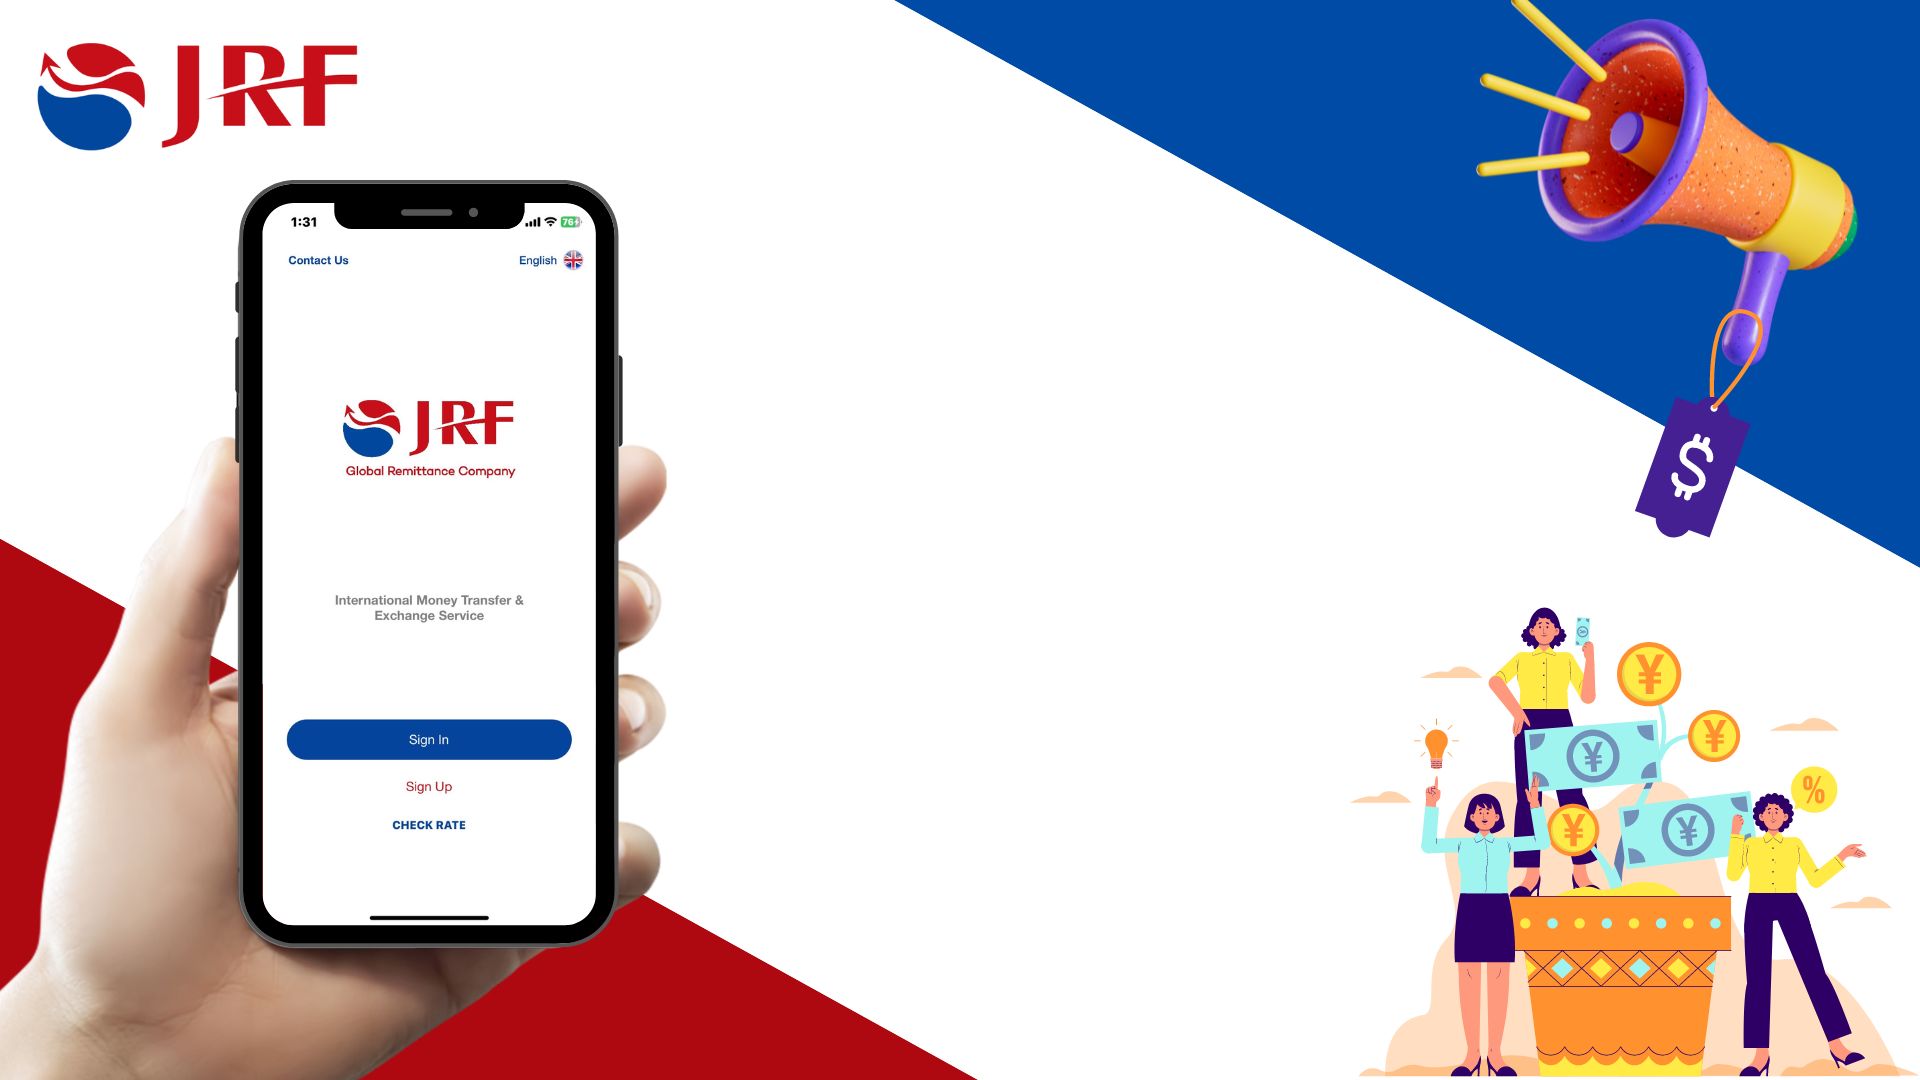 JRF
1:31
76
Contact Us
English
JRF
Global Remittance Company
International Money Transfer &
Exchange Service
Sign In
Sign Up
CHECK RATE
$
¥
¥
¥
%
¥
¥